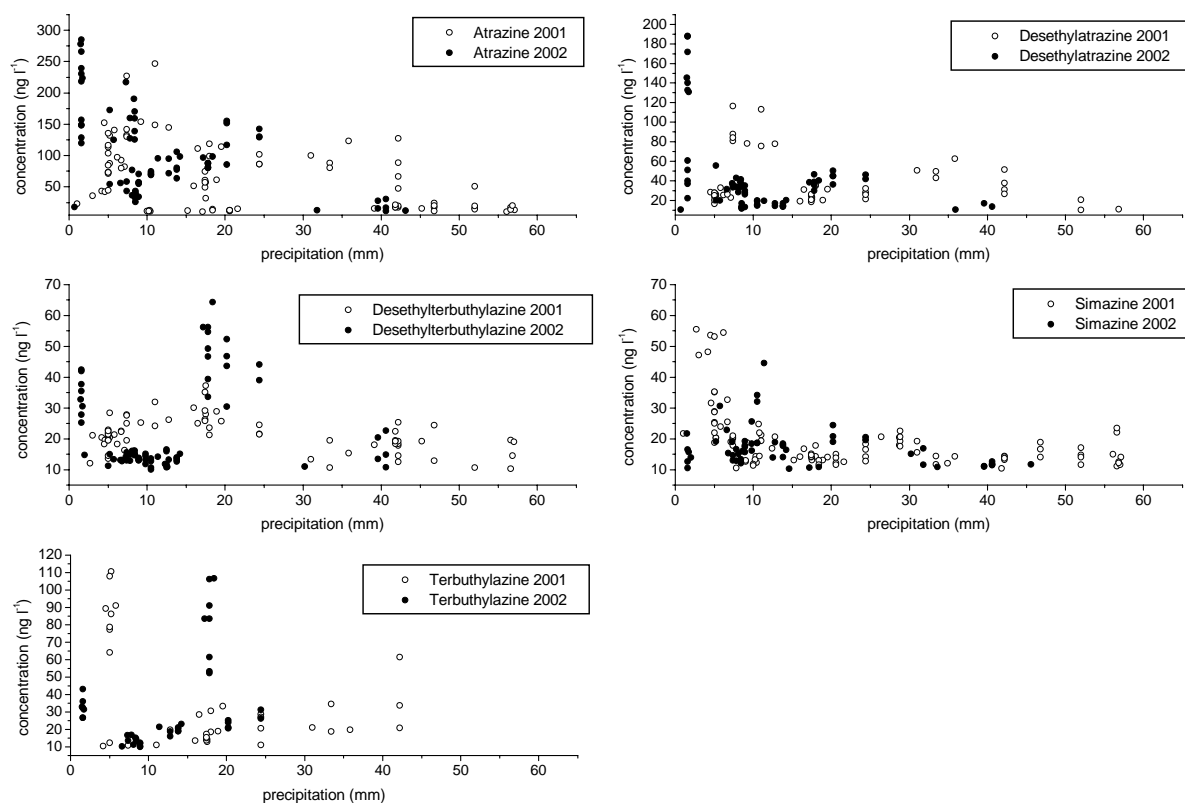 Atrazine 2001
Atrazine 2002
concentration (ng l⁻¹)
300
250
200
150
100
50
0 10 20 30 40 50 60
precipitation (mm)
Desethylatrazine 2001
Desethylatrazine 2002
concentration (ng l⁻¹)
200
180
160
140
120
100
80
60
40
20
0 10 20 30 40 50 60
precipitation (mm)
Desethylterbuthylazine 2001
Desethylterbuthylazine 2002
concentration (ng l⁻¹)
70
60
50
40
30
20
10
0 10 20 30 40 50 60
precipitation (mm)
Simazine 2001
Simazine 2002
concentration (ng l⁻¹)
70
60
50
40
30
20
10
0 10 20 30 40 50 60
precipitation (mm)
Terbuthylazine 2001
Terbuthylazine 2002
concentration (ng l⁻¹)
120
110
100
90
80
70
60
50
40
30
20
10
0 10 20 30 40 50 60
precipitation (mm)